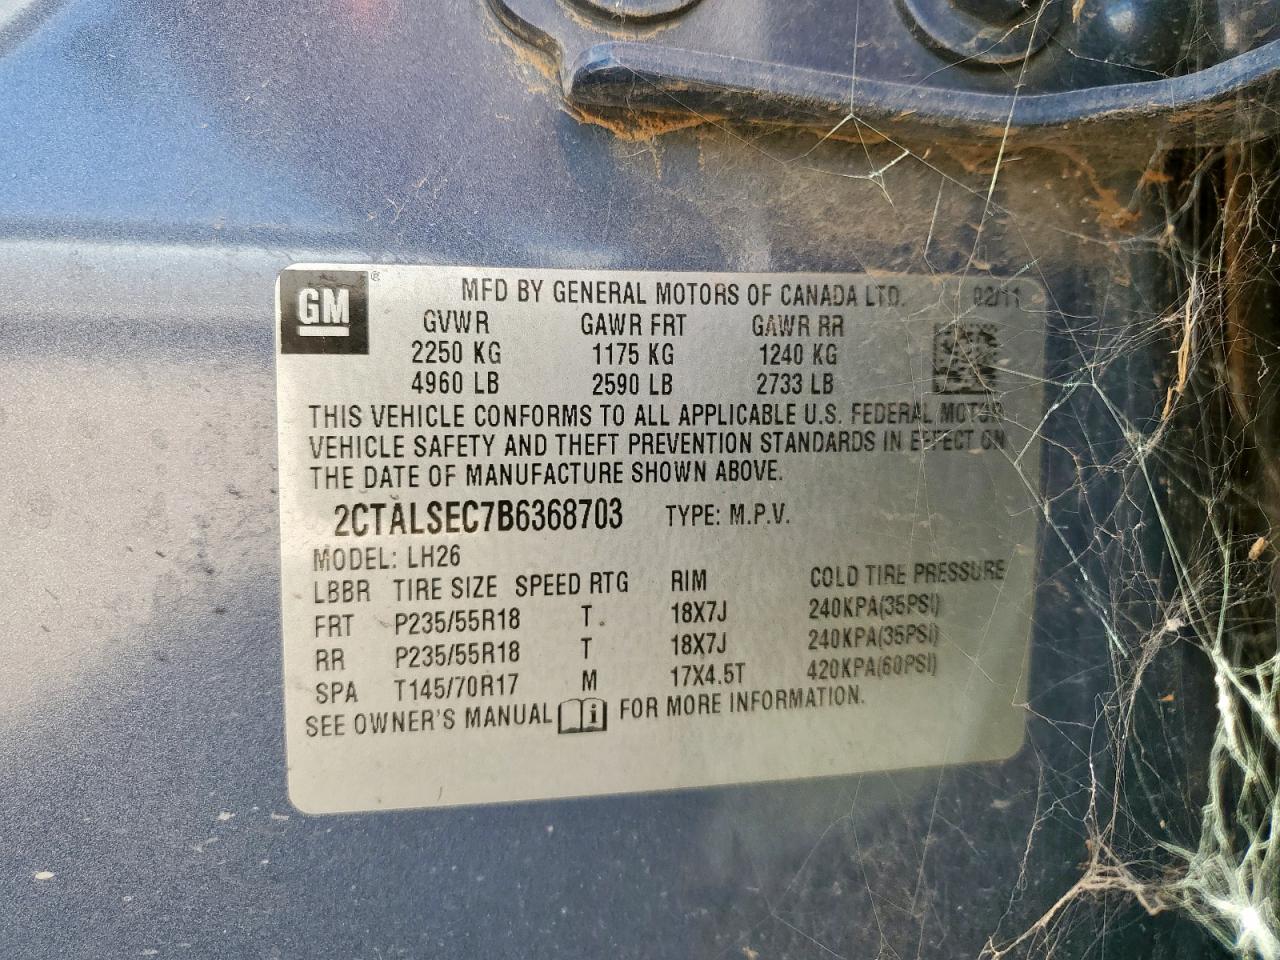 GM ®
MFD BY GENERAL MOTORS OF CANADA LTD. 02/11
GVWR GAWR FRT GAWR RR
2250 KG 1175 KG 1240 KG
4960 LB 2590 LB 2733 LB
THIS VEHICLE CONFORMS TO ALL APPLICABLE U.S. FEDERAL MOTOR
VEHICLE SAFETY AND THEFT PREVENTION STANDARDS IN EFFECT ON
THE DATE OF MANUFACTURE SHOWN ABOVE.
2CTALSEC7B6368703 TYPE: M.P.V.
MODEL: LH26
LBBR TIRE SIZE SPEED RTG RIM COLD TIRE PRESSURE
FRT P235/55R18 T 18X7J 240KPA(35PSI)
RR P235/55R18 T 18X7J 240KPA(35PSI)
SPA T145/70R17 M 17X4.5T 420KPA(60PSI)
SEE OWNER'S MANUAL i FOR MORE INFORMATION.